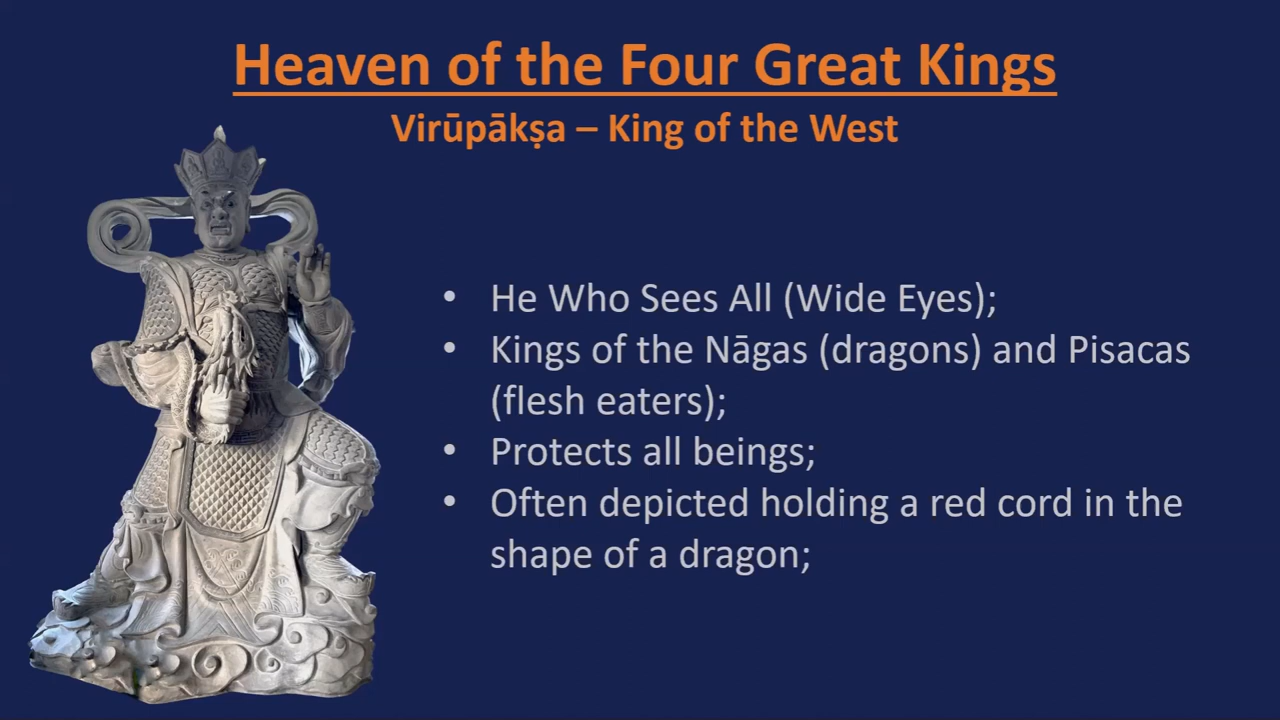 Heaven of the Four Great Kings
Virūpākṣa – King of the West
• He Who Sees All (Wide Eyes);
• Kings of the Nāgas (dragons) and Pisacas
(flesh eaters);
• Protects all beings;
• Often depicted holding a red cord in the
shape of a dragon;